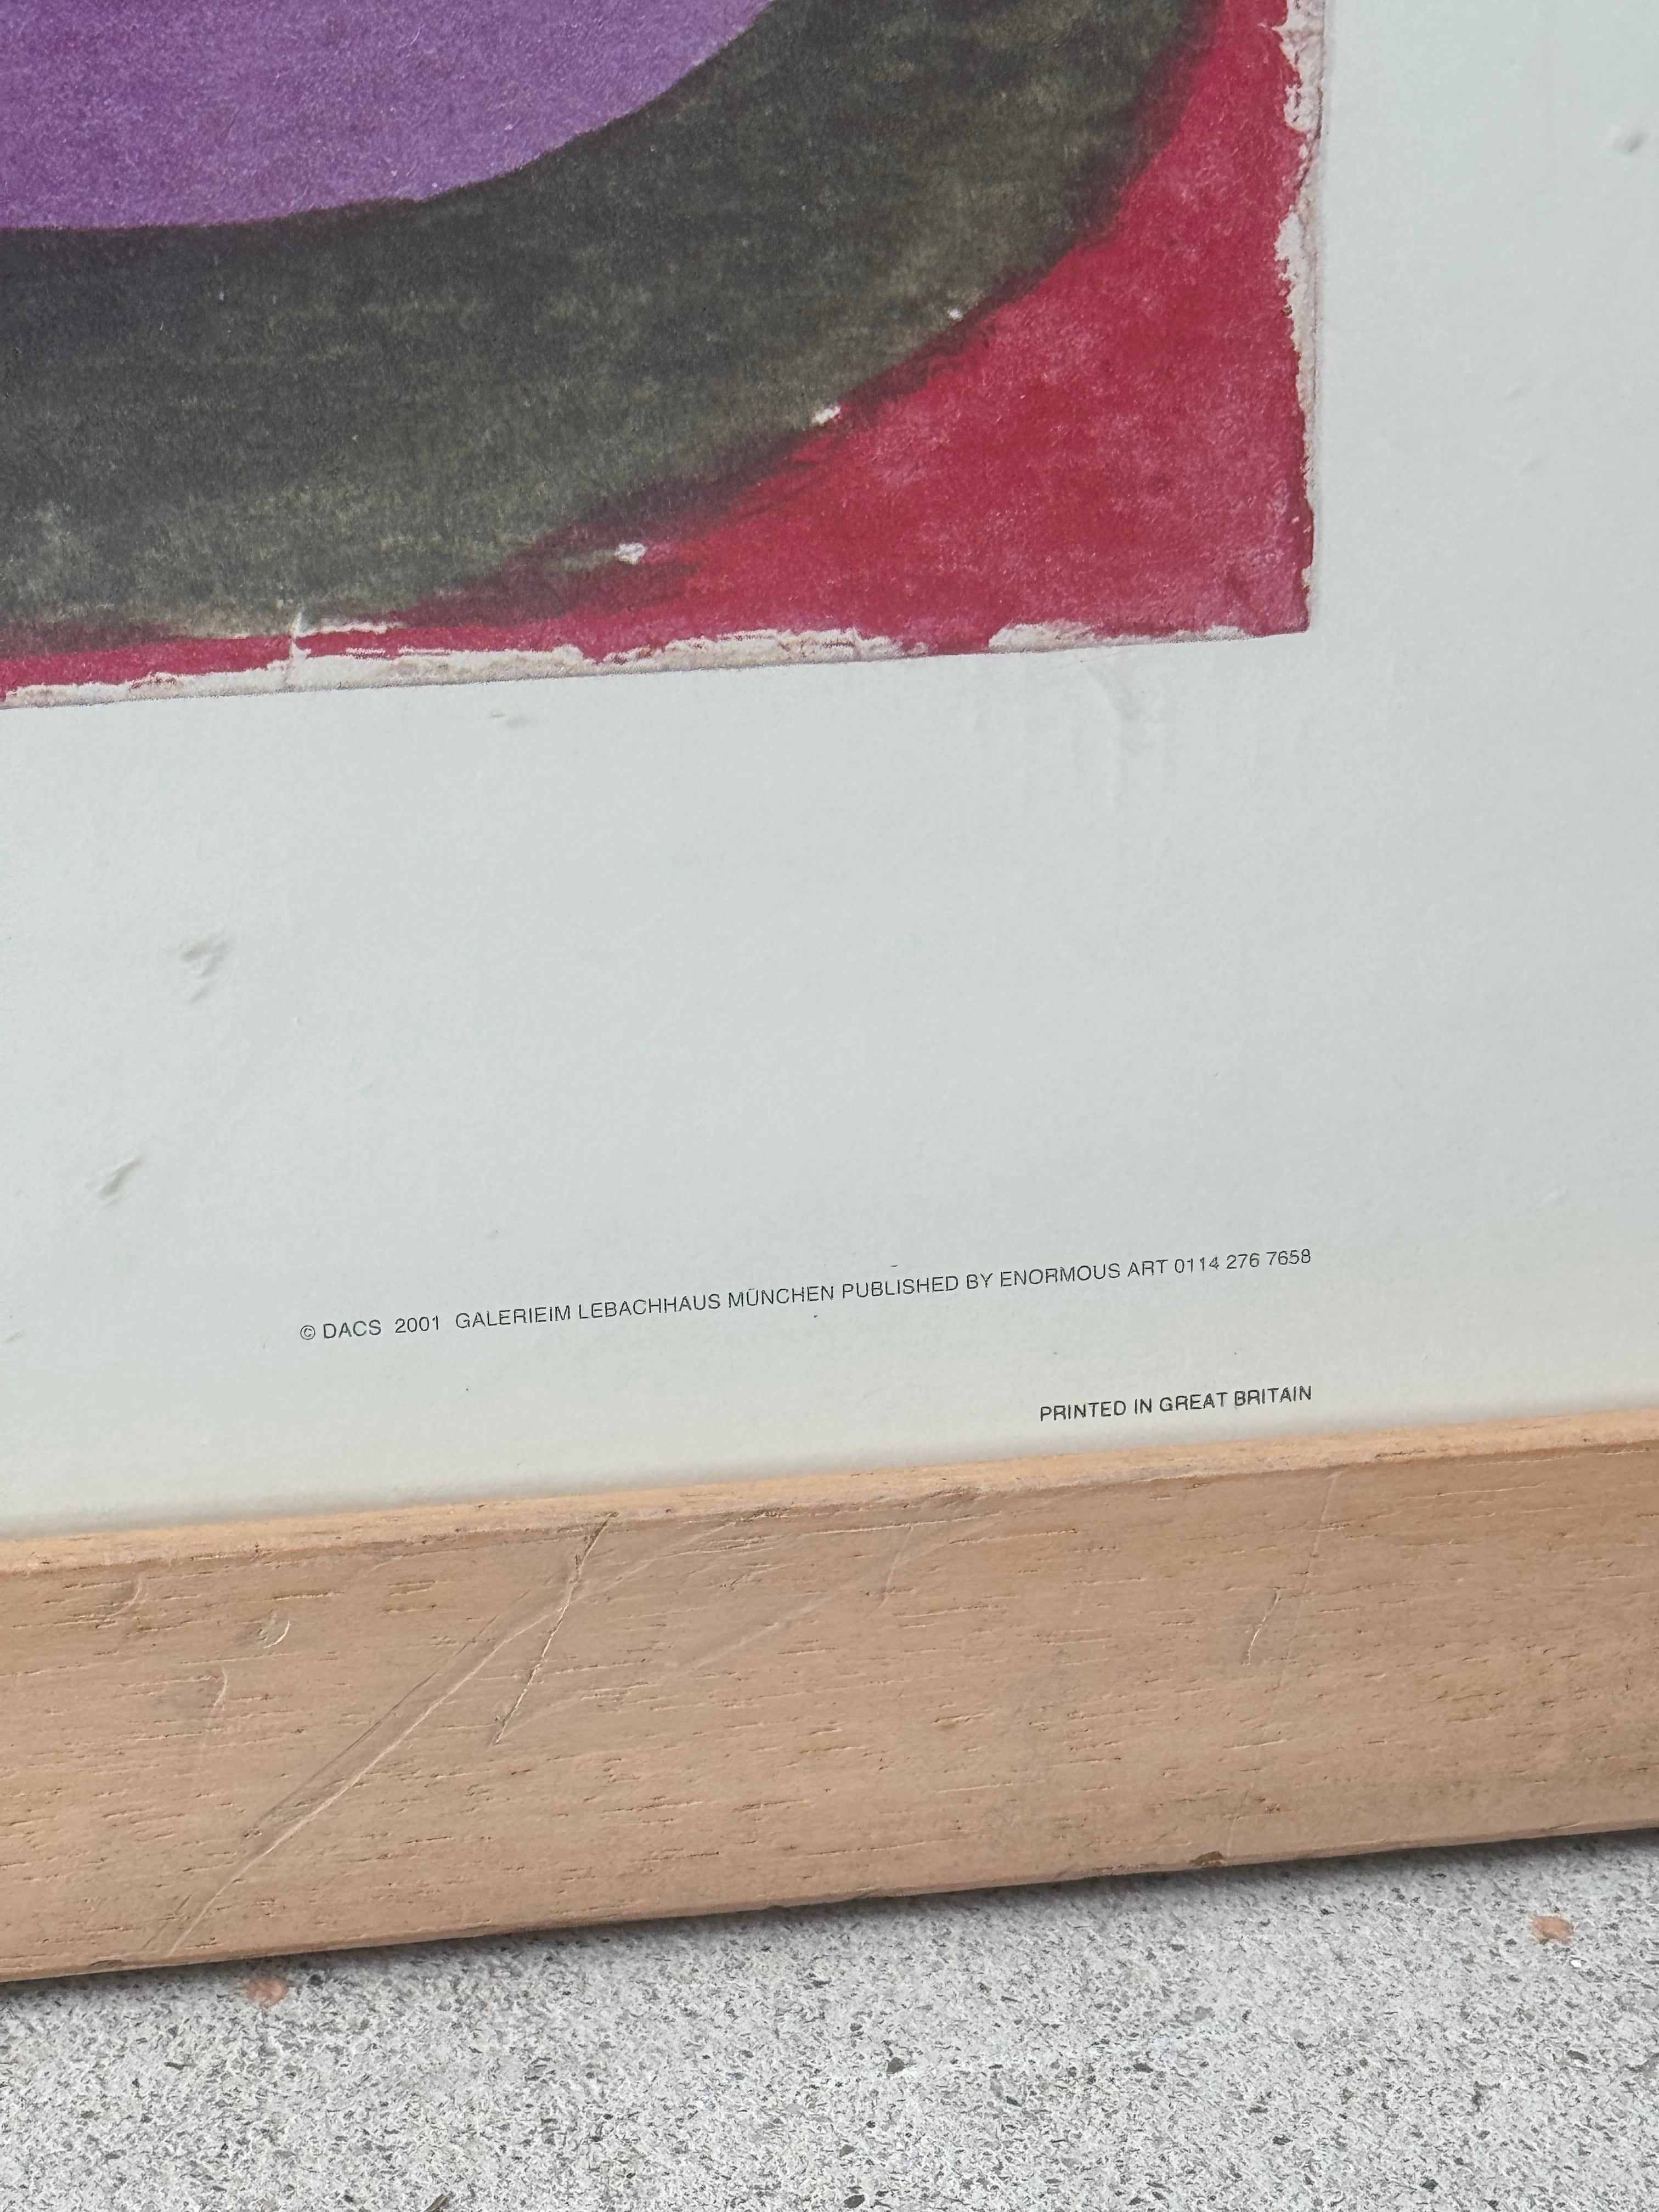 © DACS 2001 GALERIEIM LEBACHHAUS MÜNCHEN PUBLISHED BY ENORMOUS ART 0114 276 7658
PRINTED IN GREAT BRITAIN